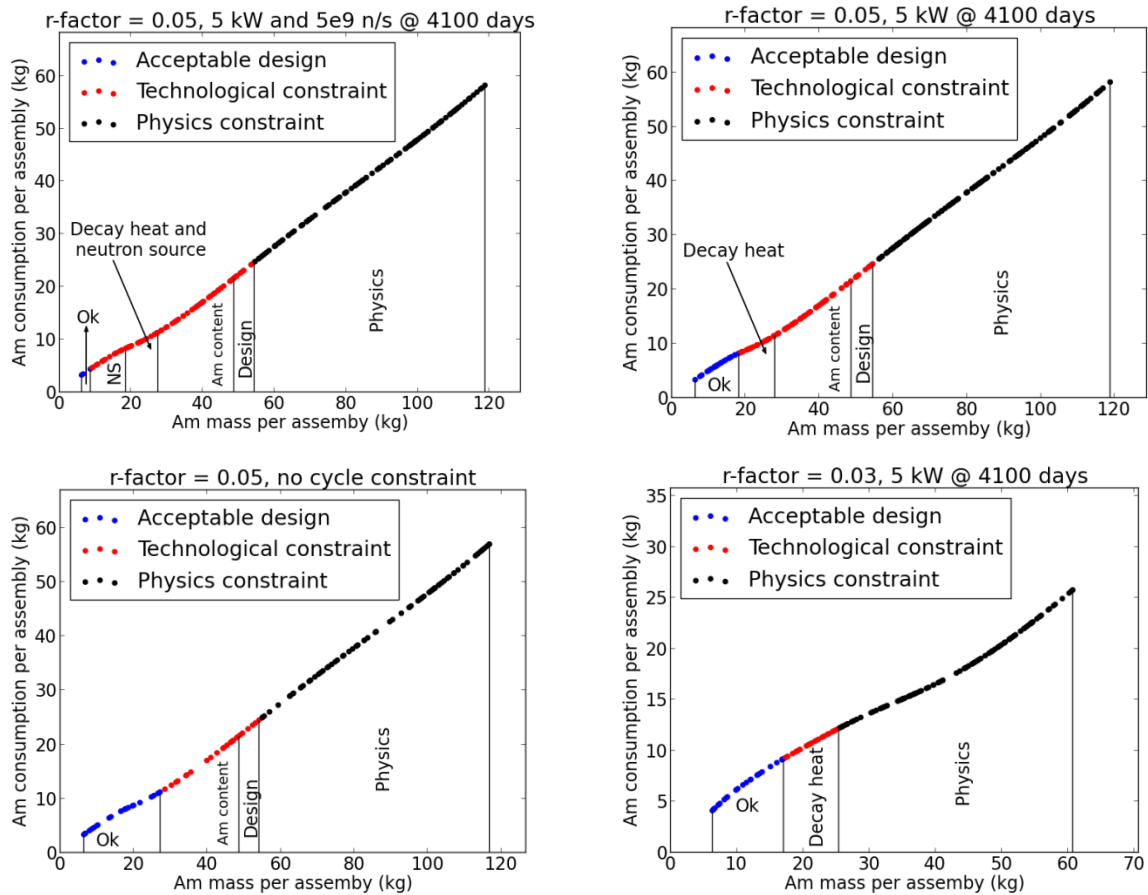 r-factor = 0.05, 5 kW and 5e9 n/s @ 4100 days
Am consumption per assembly (kg)
60
50
40
30
20
10
0
Acceptable design
Technological constraint
Physics constraint
Decay heat and
neutron source
Ok
NS
Am content
Design
Physics
0 20 40 60 80 100 120
Am mass per assemby (kg)
r-factor = 0.05, 5 kW @ 4100 days
Am consumption per assembly (kg)
60
50
40
30
20
10
0
Acceptable design
Technological constraint
Physics constraint
Decay heat
Ok
Am content
Design
Physics
0 20 40 60 80 100 120
Am mass per assemby (kg)
r-factor = 0.05, no cycle constraint
Am consumption per assembly (kg)
60
50
40
30
20
10
0
Acceptable design
Technological constraint
Physics constraint
Ok
Am content
Design
Physics
0 20 40 60 80 100 120
Am mass per assemby (kg)
r-factor = 0.03, 5 kW @ 4100 days
Am consumption per assembly (kg)
35
30
25
20
15
10
5
0
Acceptable design
Technological constraint
Physics constraint
Ok
Decay heat
Physics
0 10 20 30 40 50 60 70
Am mass per assemby (kg)